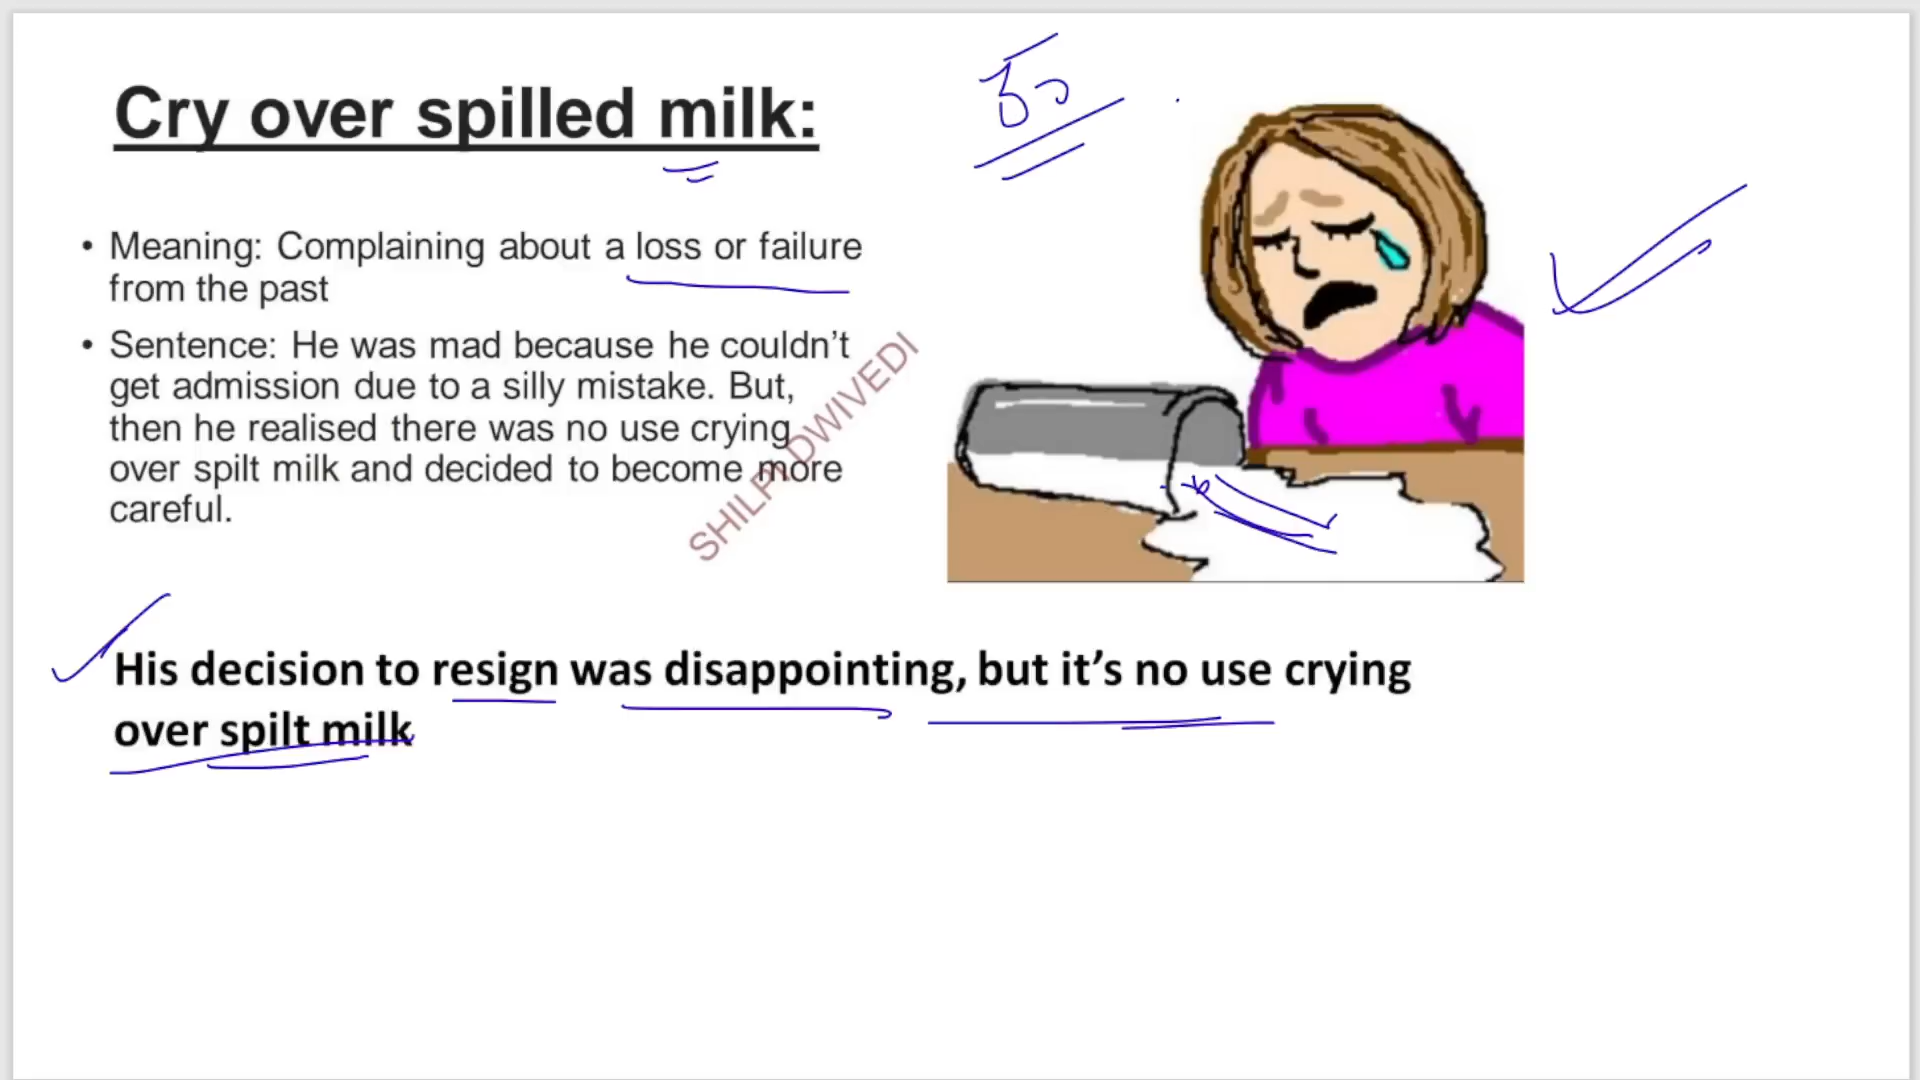 Cry over spilled milk:
• Meaning: Complaining about a loss or failure
from the past
• Sentence: He was mad because he couldn’t
get admission due to a silly mistake. But,
then he realised there was no use crying
over spilt milk and decided to become more
careful.
SHILPI DWIVEDI
His decision to resign was disappointing, but it’s no use crying
over spilt milk